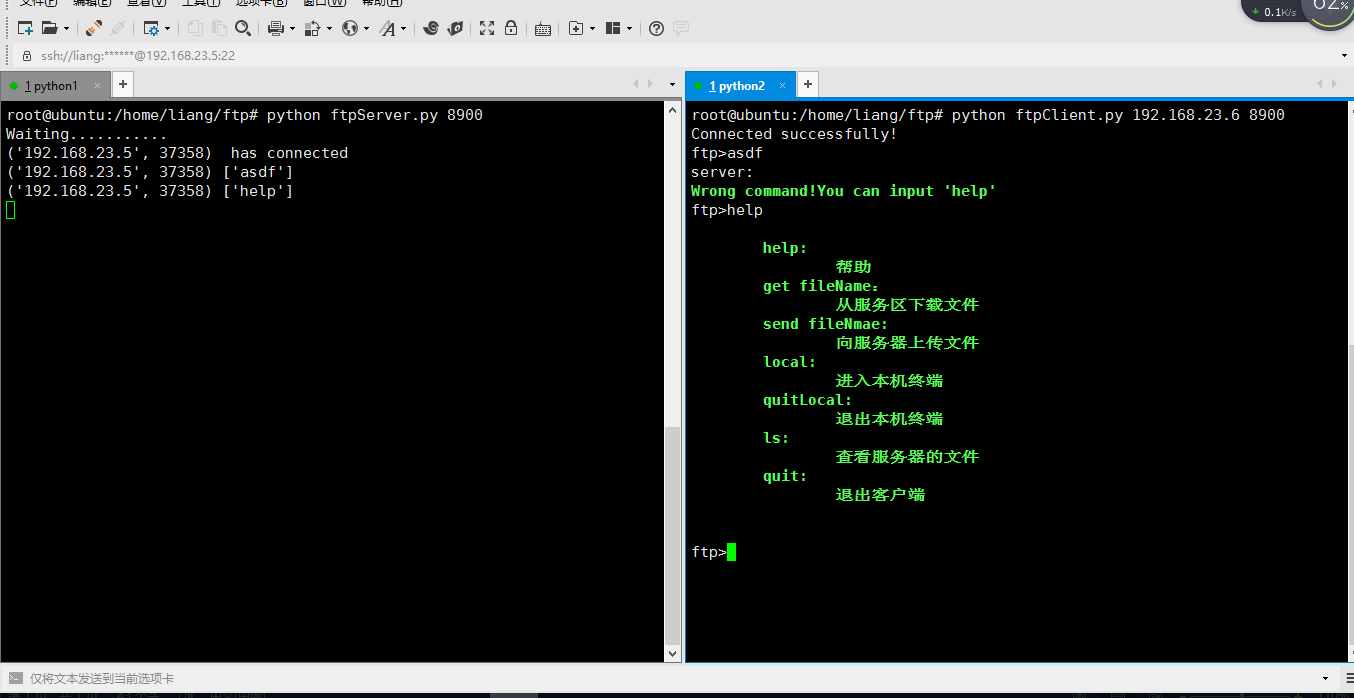 文件(F) 编辑(E) 查看(V) 工具(T) 选项卡(B) 窗口(W) 帮助(H)
0.1K/s
62%
ssh://liang:******@192.168.23.5:22
1 python1
root@ubuntu:/home/liang/ftp# python ftpServer.py 8900
Waiting...........
('192.168.23.5', 37358)  has connected
('192.168.23.5', 37358) ['asdf']
('192.168.23.5', 37358) ['help']
1 python2
root@ubuntu:/home/liang/ftp# python ftpClient.py 192.168.23.6 8900
Connected successfully!
ftp>asdf
server:
Wrong command!You can input 'help'
ftp>help
help:
帮助
get fileName:
从服务区下载文件
send fileNmae:
向服务器上传文件
local:
进入本机终端
quitLocal:
退出本机终端
ls:
查看服务器的文件
quit:
退出客户端
ftp>
仅将文本发送到当前选项卡